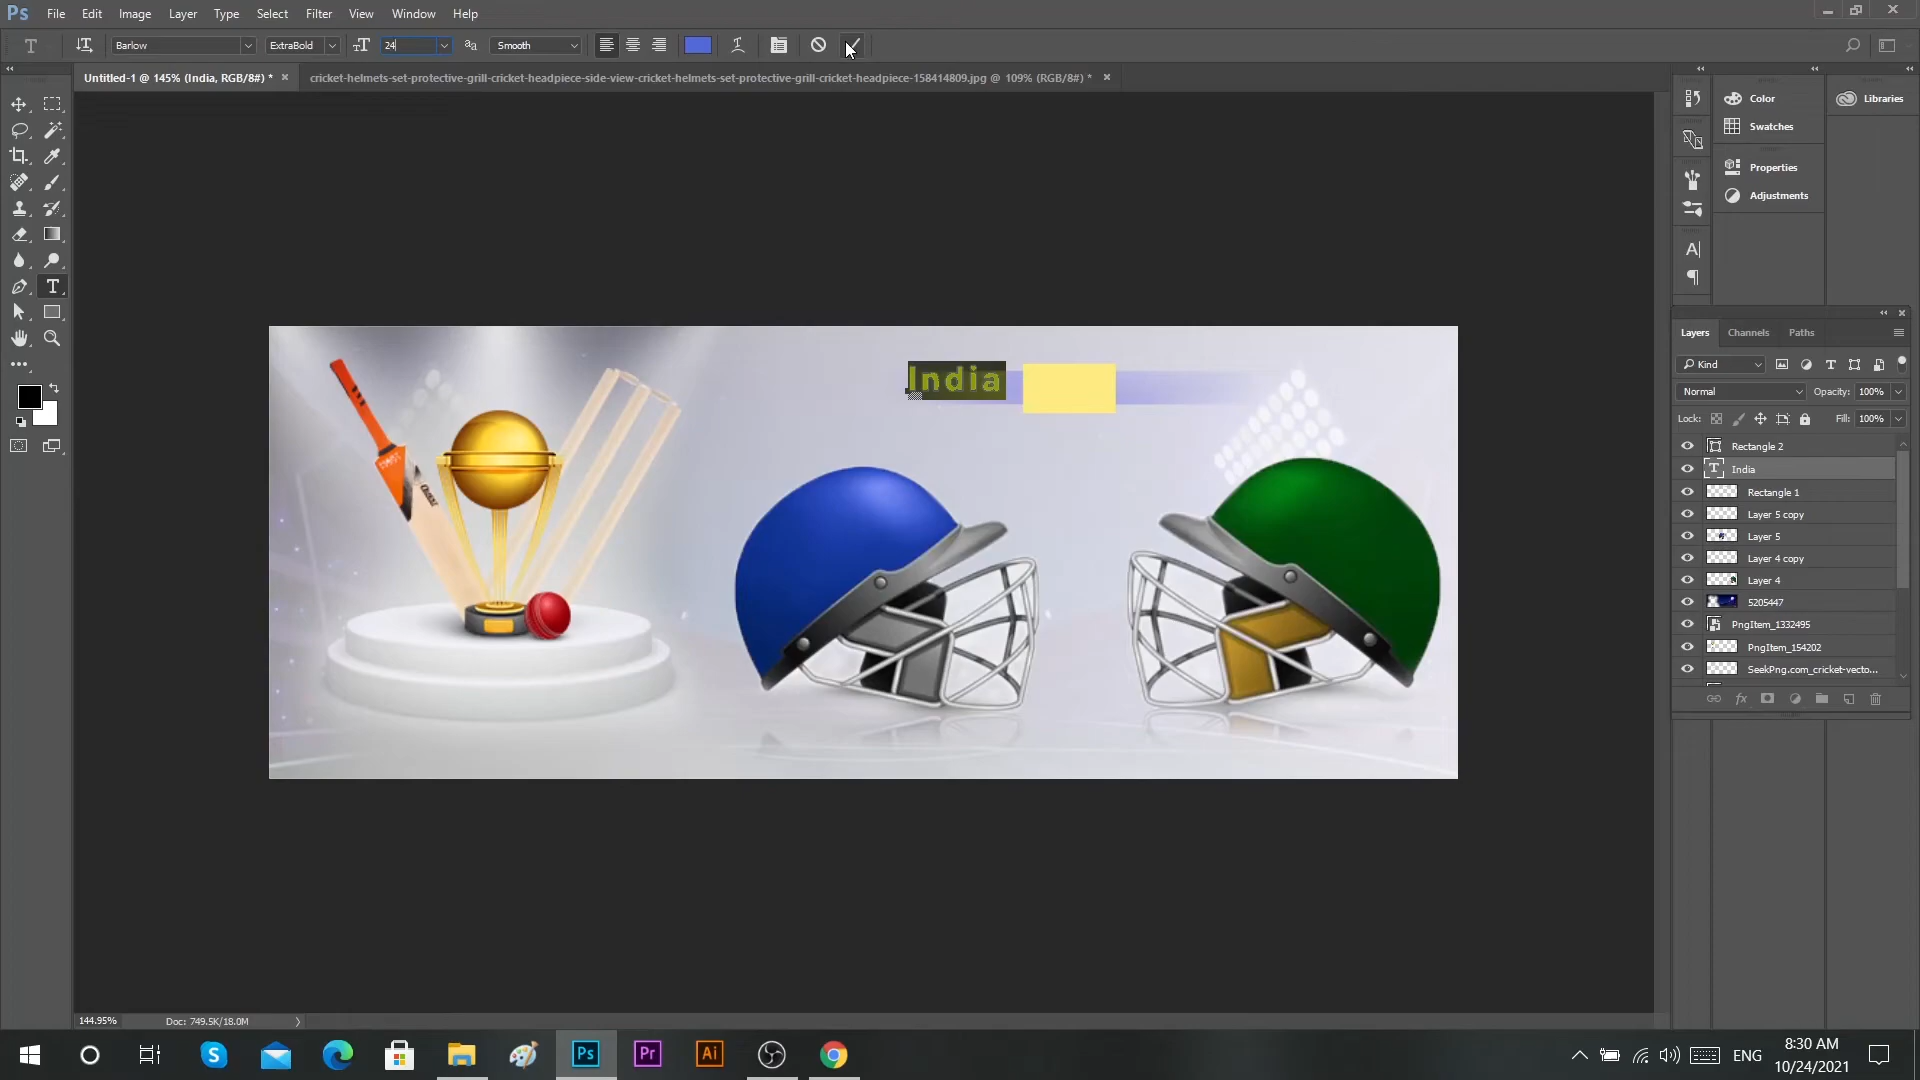 Ps File Edit Image Layer Type Select Filter View Window Help
T Barlow ExtraBold 24 Smooth
Untitled-1 @ 145% (India, RGB/8#) * × cricket-helmets-set-protective-grill-cricket-headpiece-side-view-cricket-helmets-set-protective-grill-cricket-headpiece-158414809.jpg @ 109% (RGB/8#) * ×
Color
Libraries
Swatches
Properties
Adjustments
India
Layers Channels Paths
Kind
Normal Opacity: 100%
Lock: Fill: 100%
Rectangle 2
India
Rectangle 1
Layer 5 copy
Layer 5
Layer 4 copy
Layer 4
5205447
PngItem_1332495
PngItem_154202
SeekPng.com_cricket-vecto...
fx
144.95% Doc: 749.5K/18.0M
Ps Pr Ai
ENG
8:30 AM
10/24/2021